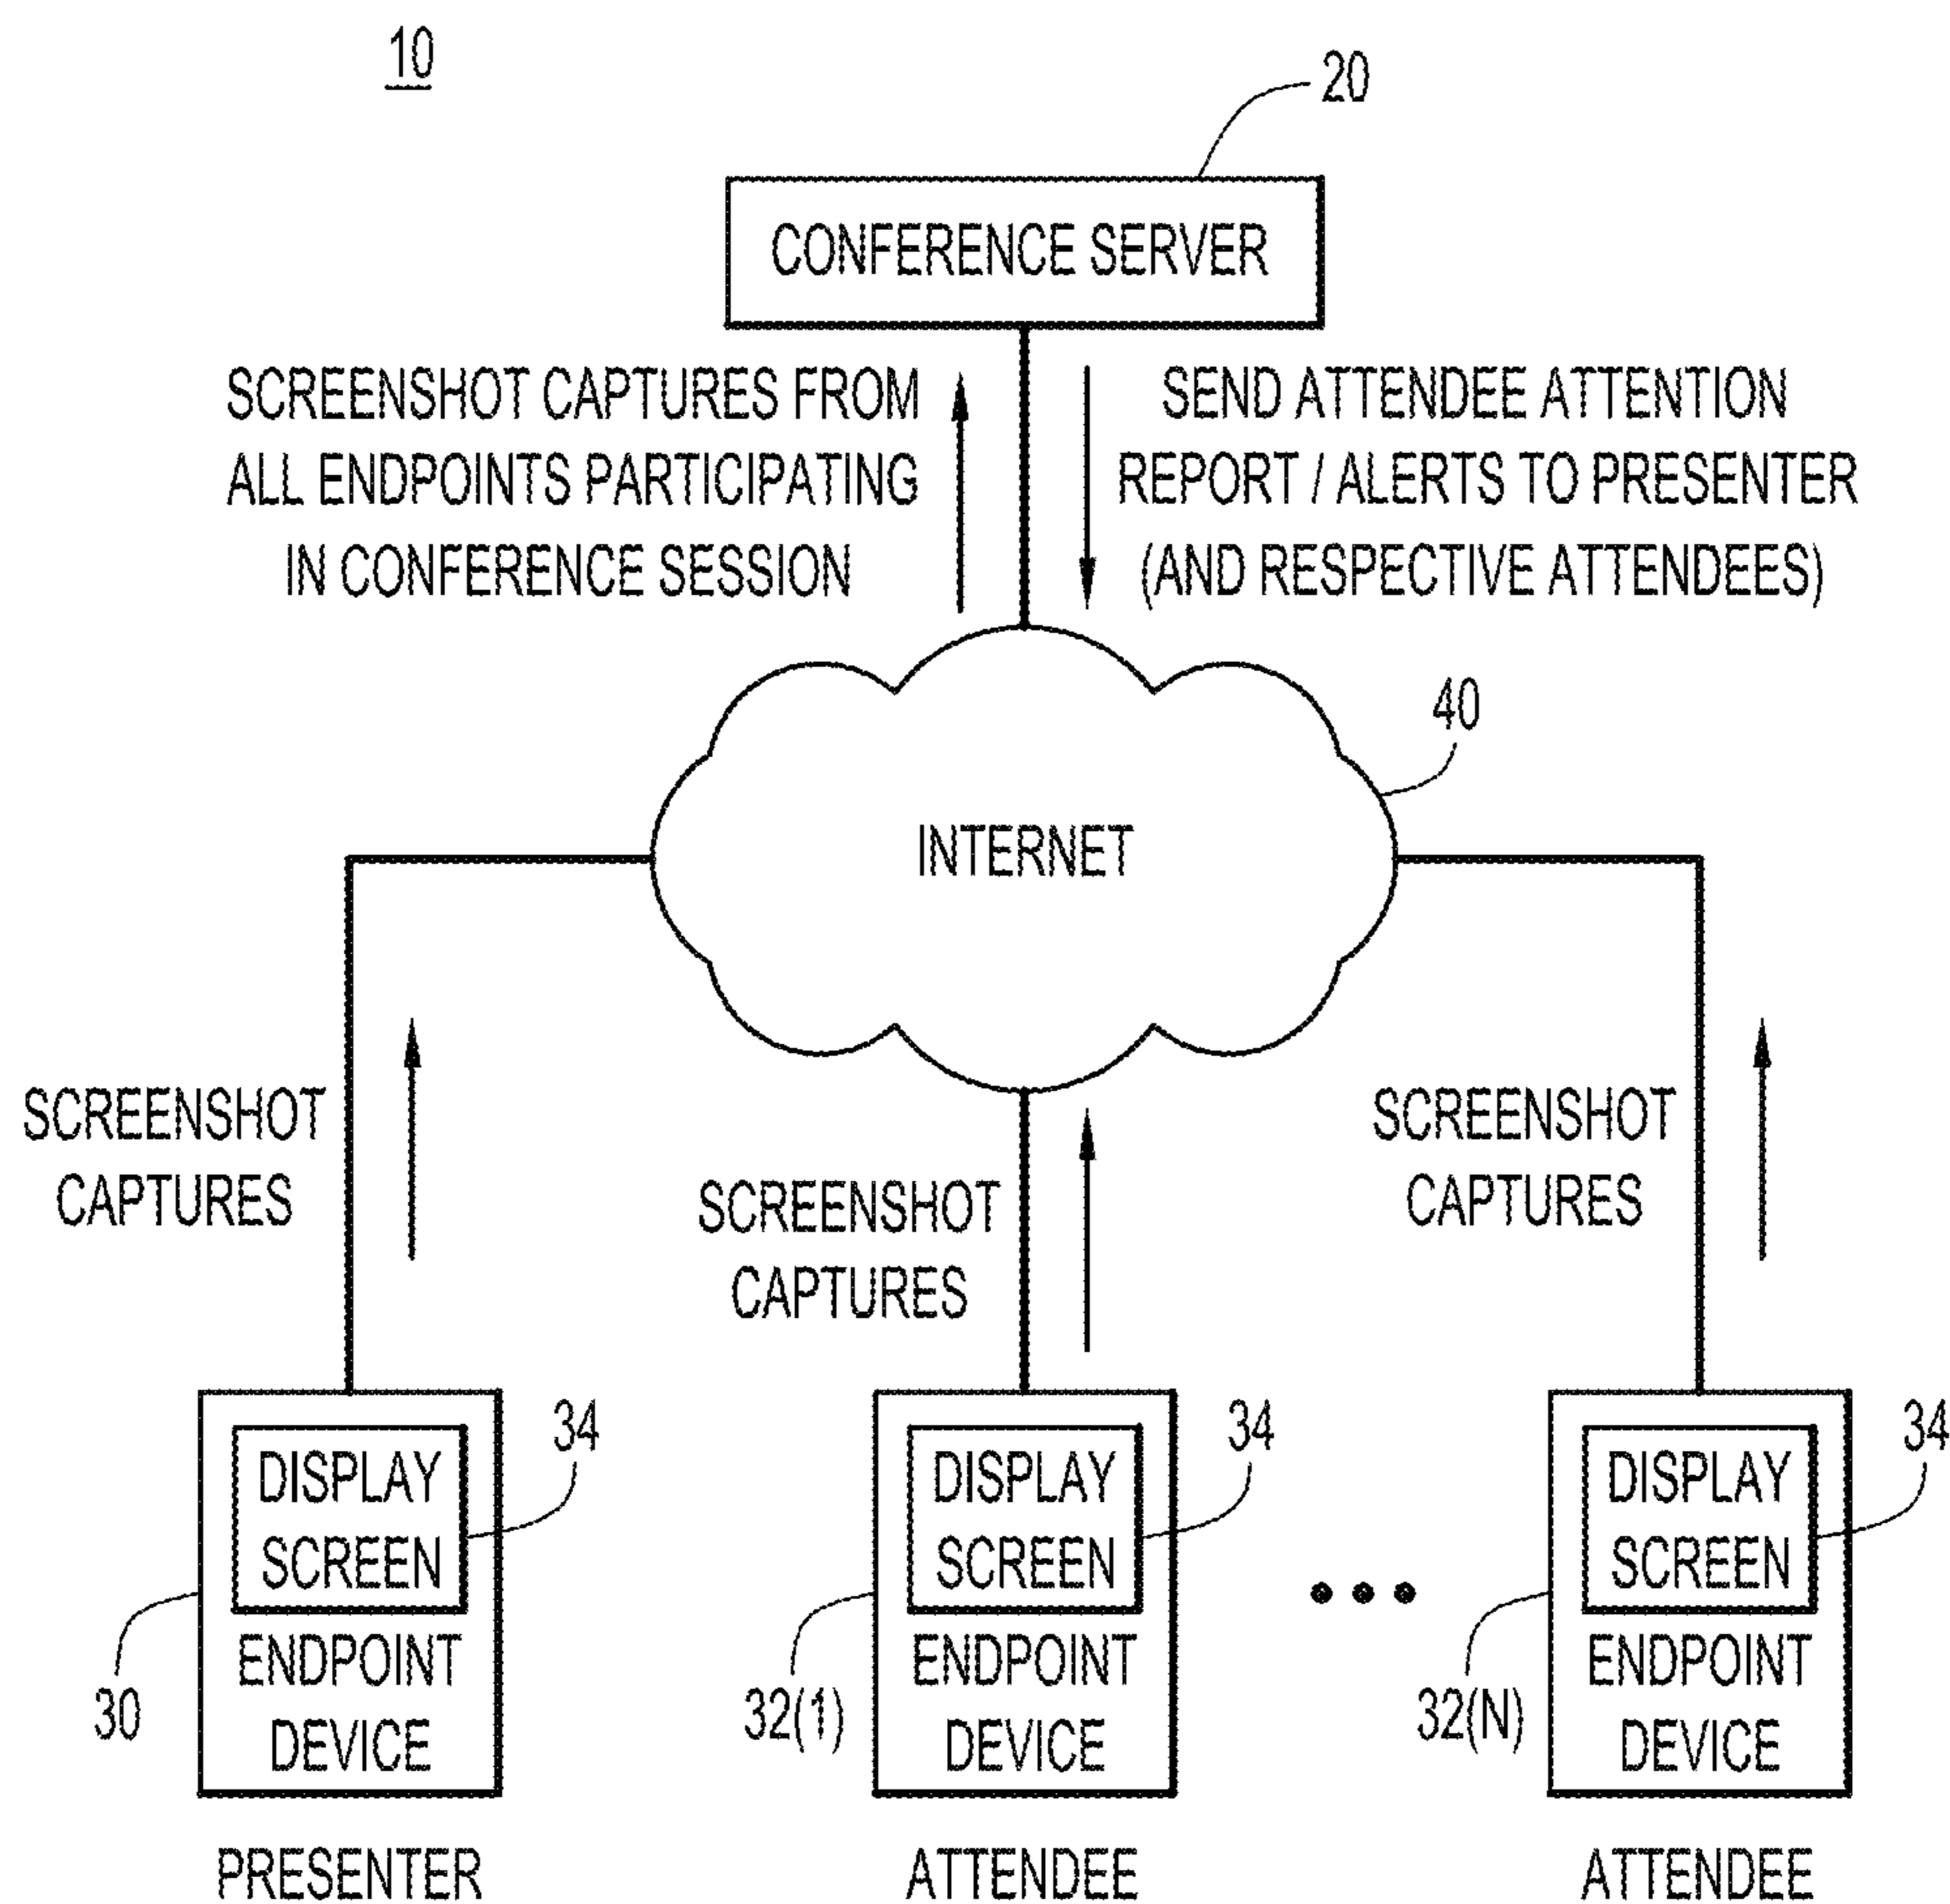 10
20
CONFERENCE SERVER
SCREENSHOT CAPTURES FROM
ALL ENDPOINTS PARTICIPATING
IN CONFERENCE SESSION
SEND ATTENDEE ATTENTION
REPORT / ALERTS TO PRESENTER
(AND RESPECTIVE ATTENDEES)
40
INTERNET
SCREENSHOT
CAPTURES
SCREENSHOT
CAPTURES
SCREENSHOT
CAPTURES
34
DISPLAY
SCREEN
ENDPOINT
DEVICE
30
PRESENTER
34
DISPLAY
SCREEN
ENDPOINT
DEVICE
32(1)
ATTENDEE
34
DISPLAY
SCREEN
ENDPOINT
DEVICE
32(N)
ATTENDEE